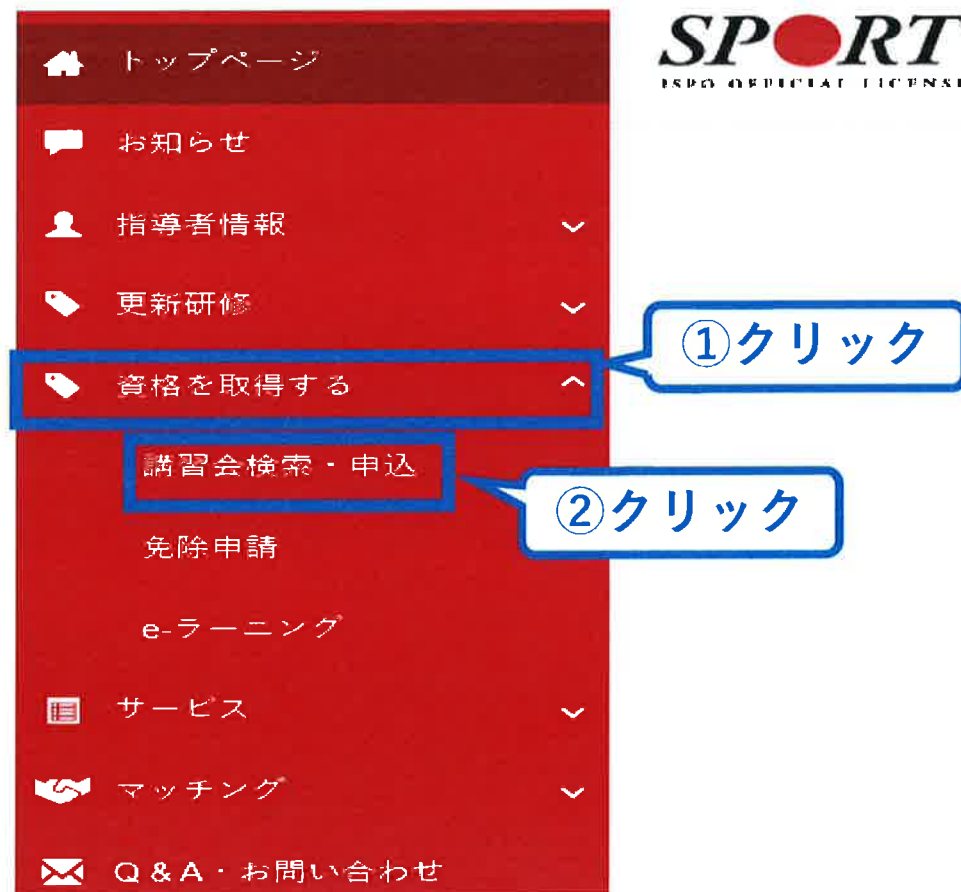 トップページ
SPORT
JSPO OFFICIAL LICENSE
お知らせ
指導者情報
更新研修
①クリック
資格を取得する
講習会検索・申込
②クリック
免除申請
e-ラーニング
サービス
マッチング
Q&A・お問い合わせ